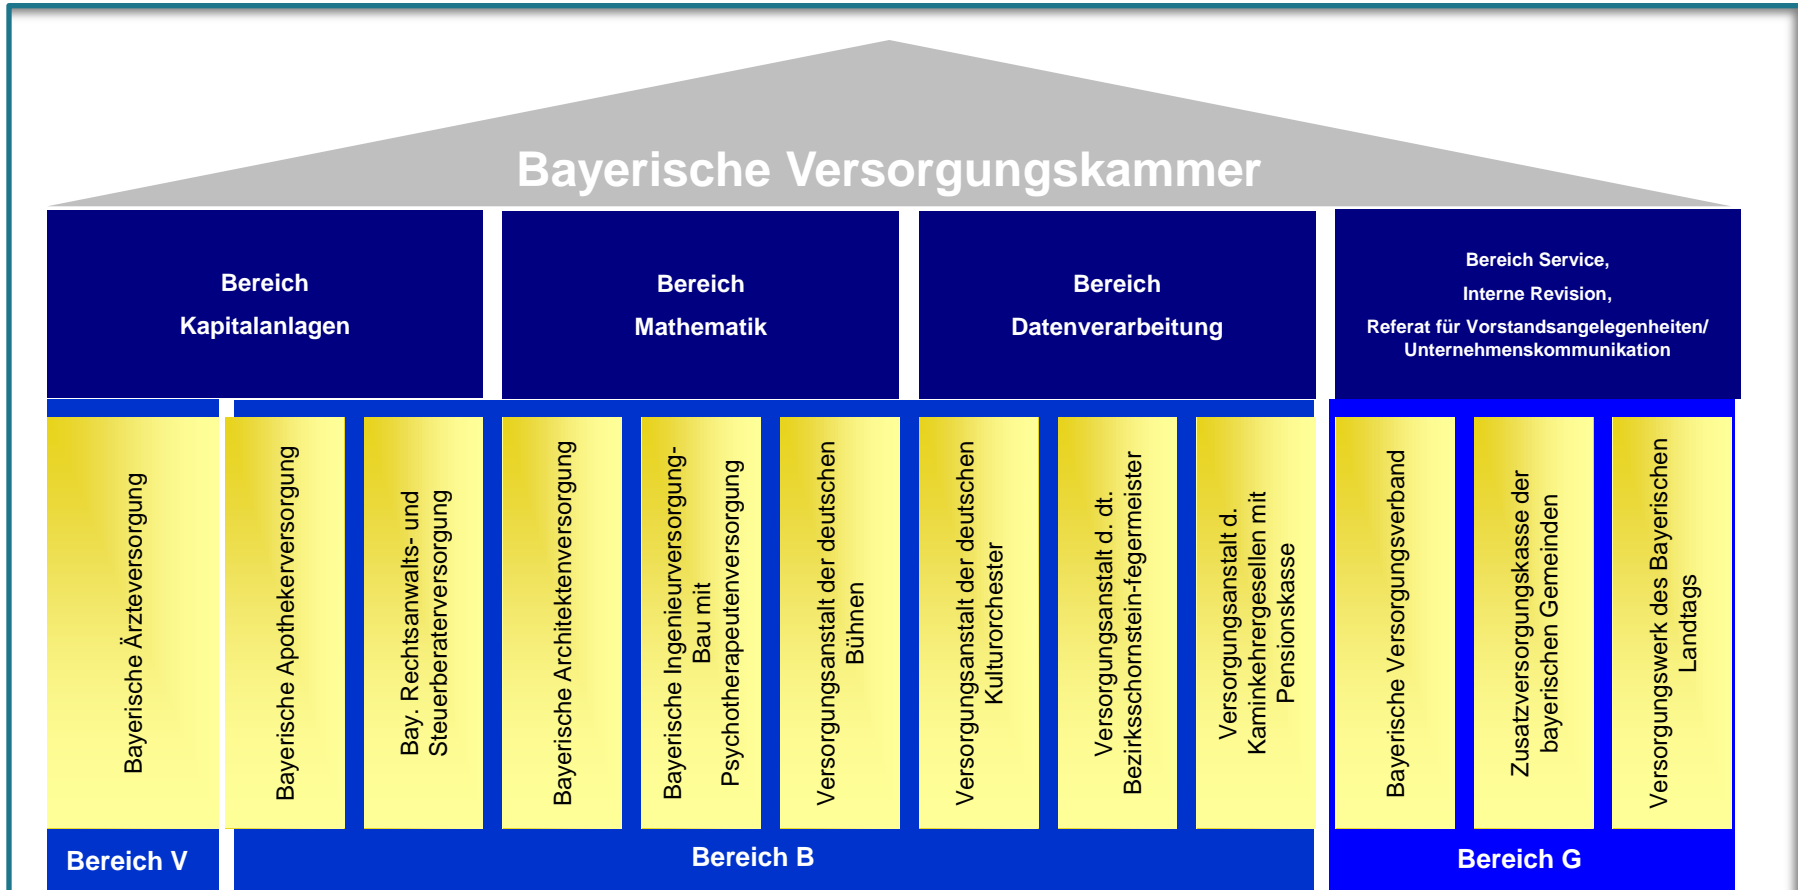 Bayerische Versorgungskammer
Bereich
Kapitalanlagen
Bereich
Mathematik
Bereich
Datenverarbeitung
Bereich Service,
Interne Revision,
Referat für Vorstandsangelegenheiten/
Unternehmenskommunikation
Bayerische Ärzteversorgung
Bayerische Apothekerversorgung
Bay. Rechtsanwalts- und
Steuerberaterversorgung
Bayerische Architektenversorgung
Bayerische Ingenieurversorgung-
Bau mit
Psychotherapeutenversorgung
Versorgungsanstalt der deutschen
Bühnen
Versorgungsanstalt der deutschen
Kulturorchester
Versorgungsanstalt d. dt.
Bezirksschornstein-fegermeister
Versorgungsanstalt d.
Kaminkehrergesellen mit
Pensionskasse
Bayerische Versorgungsverband
Zusatzversorgungskasse der
bayerischen Gemeinden
Versorgungswerk des Bayerischen
Landtags
Bereich V
Bereich B
Bereich G